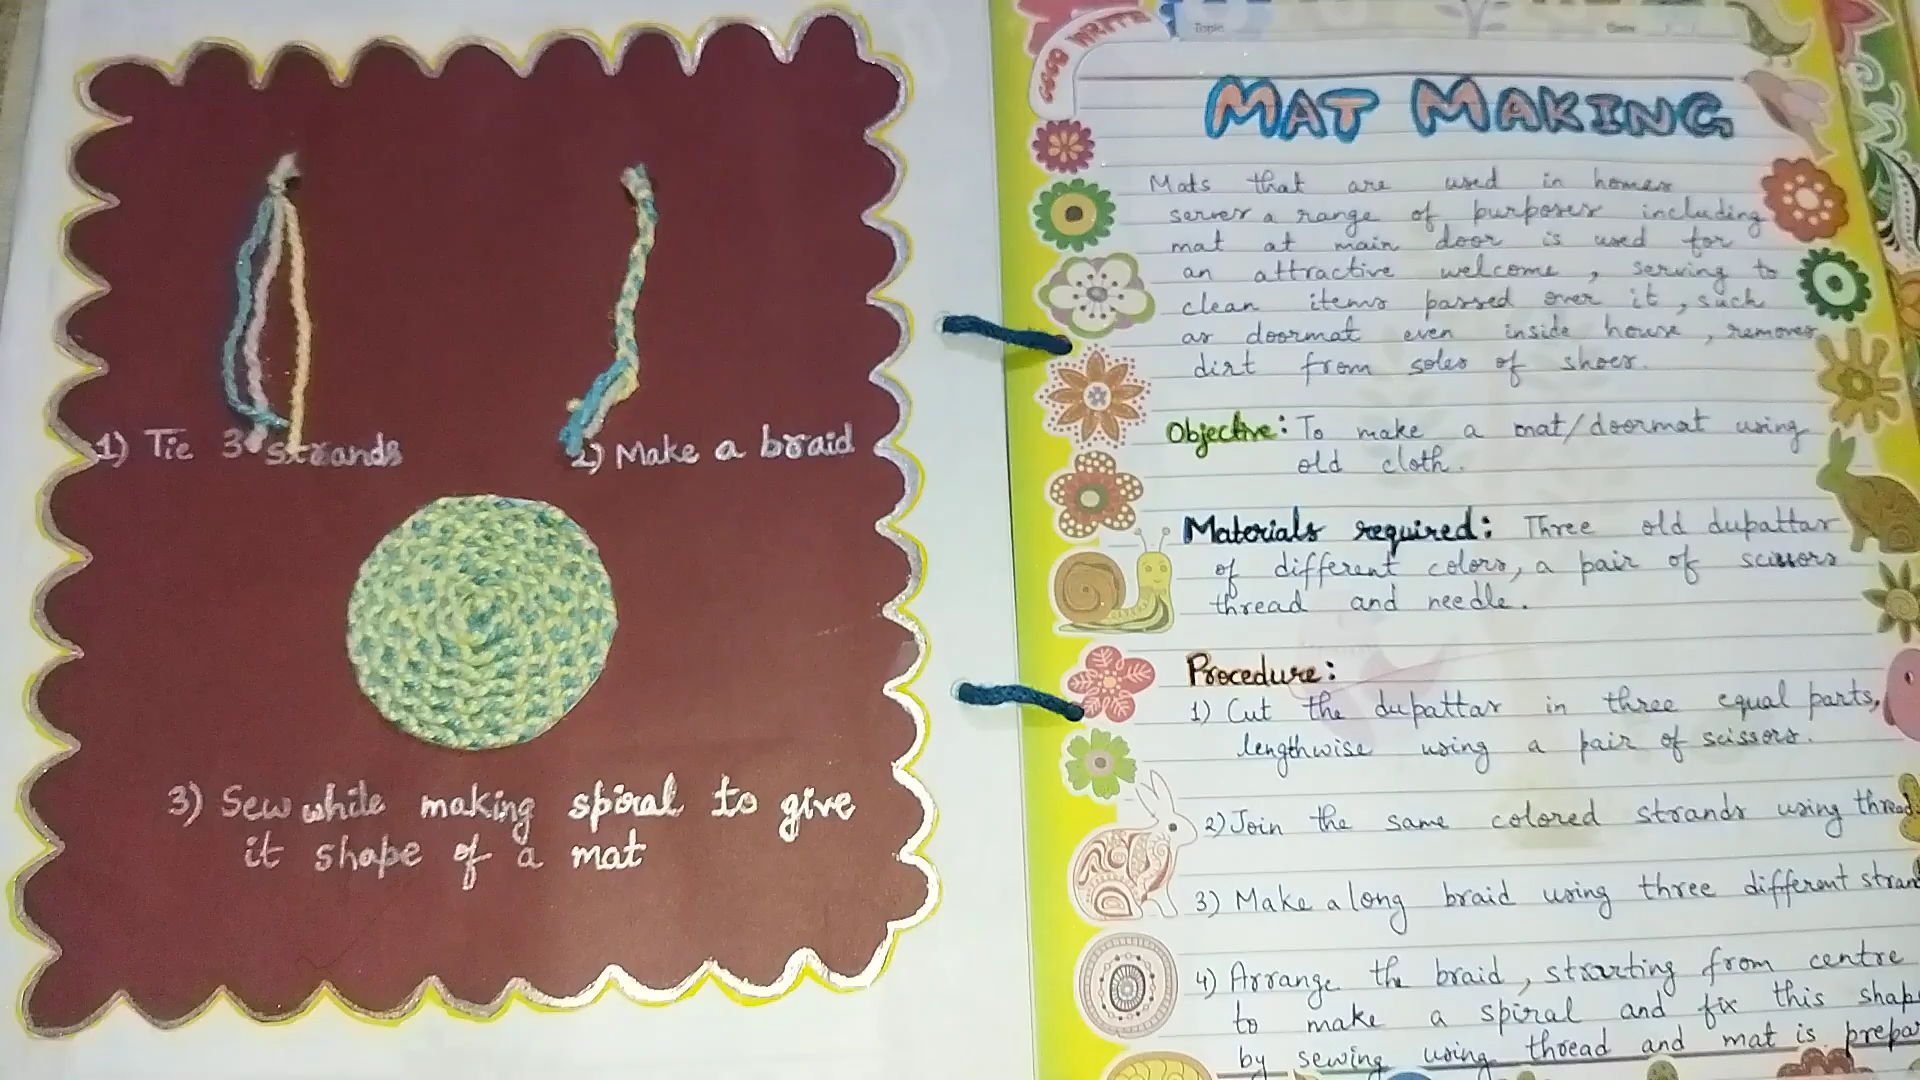 1) Tie 3 strands
2) Make a braid
3) Sew while making spiral to give
it shape of a mat
WRITE
Topic
Date
MAT MAKING
Mats that are used in homes
serves a range of purposes including
mat at main door is used for
an attractive welcome, serving to
clean items passed over it, such
as doormat even inside house, removes
dirt from soles of shoes.
Objective: To make a mat/doormat using
old cloth.
Materials required: Three old dupattas
of different colors, a pair of scissors
thread and needle.
Procedure:
1) Cut the dupattas in three equal parts,
lengthwise using a pair of scissors.
2) Join the same colored strands using thread
3) Make a long braid using three different stran
4) Arrange the braid, starting from centre
to make a spiral and fix this shap
by sewing using thread and mat is prepar